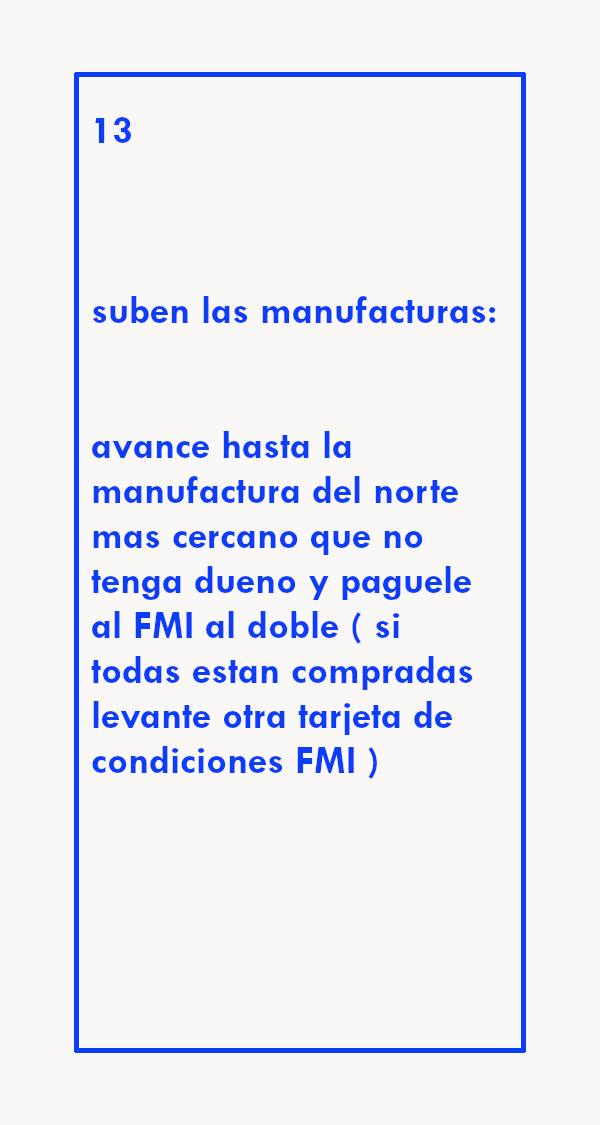 13
suben las manufacturas:
avance hasta la
manufactura del norte
mas cercano que no
tenga dueno y paguele
al FMI al doble ( si
todas estan compradas
levante otra tarjeta de
condiciones FMI )